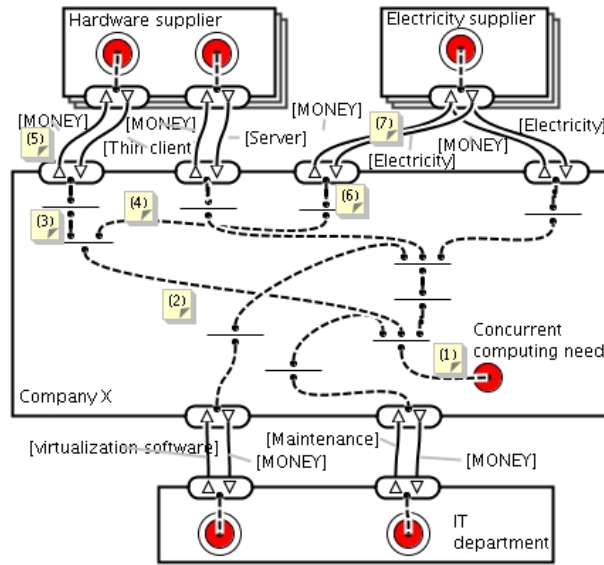 Hardware supplier
Electricity supplier
[MONEY]
[MONEY]
[MONEY]
(5)
(7)
[Electricity]
[Thin client
[Server]
[MONEY]
[Electricity]
(3)
(4)
(6)
(2)
Concurrent
computing need
(1)
Company X
[virtualization software]
[Maintenance]
[MONEY]
[MONEY]
IT
department